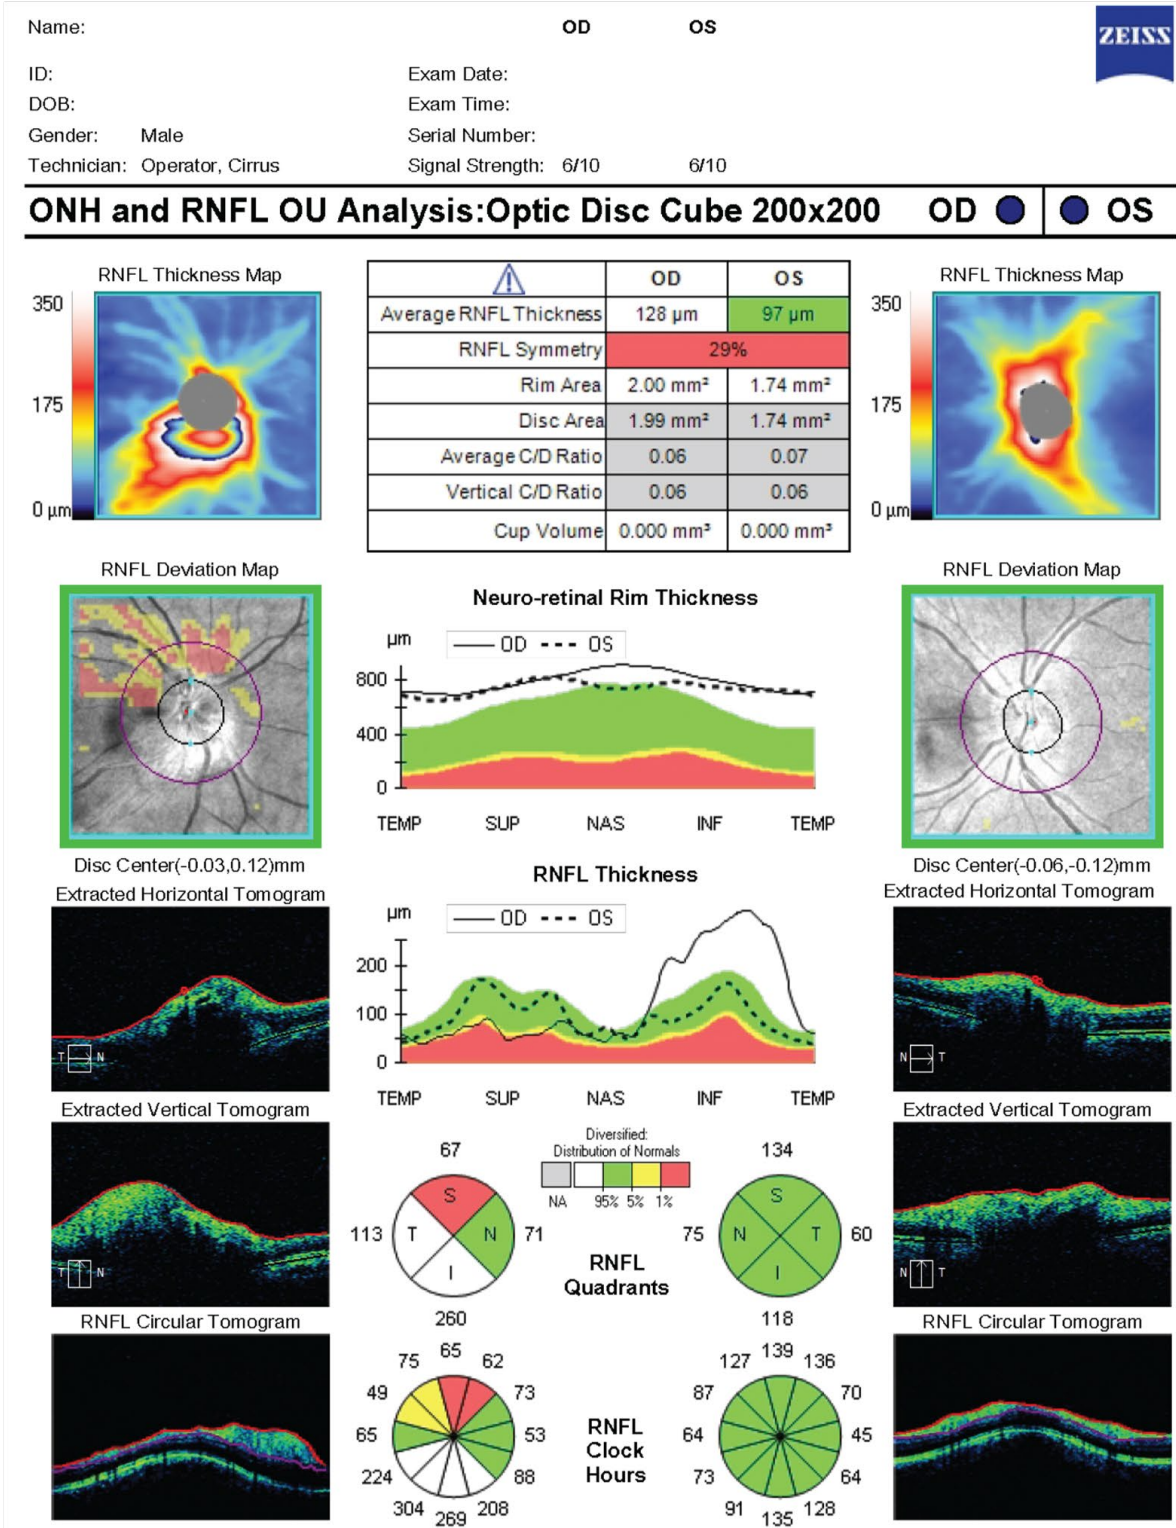 Name: OD OS
ZEISS
ID: Exam Date:
DOB: Exam Time:
Gender: Male Serial Number:
Technician: Operator, Cirrus Signal Strength: 6/10 6/10
ONH and RNFL OU Analysis:Optic Disc Cube 200x200 OD OS
RNFL Thickness Map
350
175
0 µm
OD OS
Average RNFL Thickness 128 µm 97 µm
RNFL Symmetry 29%
Rim Area 2.00 mm² 1.74 mm²
Disc Area 1.99 mm² 1.74 mm²
Average C/D Ratio 0.06 0.07
Vertical C/D Ratio 0.06 0.06
Cup Volume 0.000 mm³ 0.000 mm³
RNFL Thickness Map
350
175
0 µm
RNFL Deviation Map
Disc Center(-0.03,0.12)mm
Neuro-retinal Rim Thickness
µm OD OS
800
400
0
TEMP SUP NAS INF TEMP
RNFL Deviation Map
Disc Center(-0.06,-0.12)mm
Extracted Horizontal Tomogram
T N
RNFL Thickness
µm OD OS
200
100
0
TEMP SUP NAS INF TEMP
Extracted Horizontal Tomogram
N T
Extracted Vertical Tomogram
T N
Diversified:
Distribution of Normals
NA 95% 5% 1%
67
S
113 T N 71
I
260
RNFL
Quadrants
134
S
75 N T 60
I
118
Extracted Vertical Tomogram
N T
RNFL Circular Tomogram
75 65 62
49 73
65 53
224 88
304 269 208
RNFL
Clock
Hours
127 139 136
87 70
64 45
73 64
91 135 128
RNFL Circular Tomogram